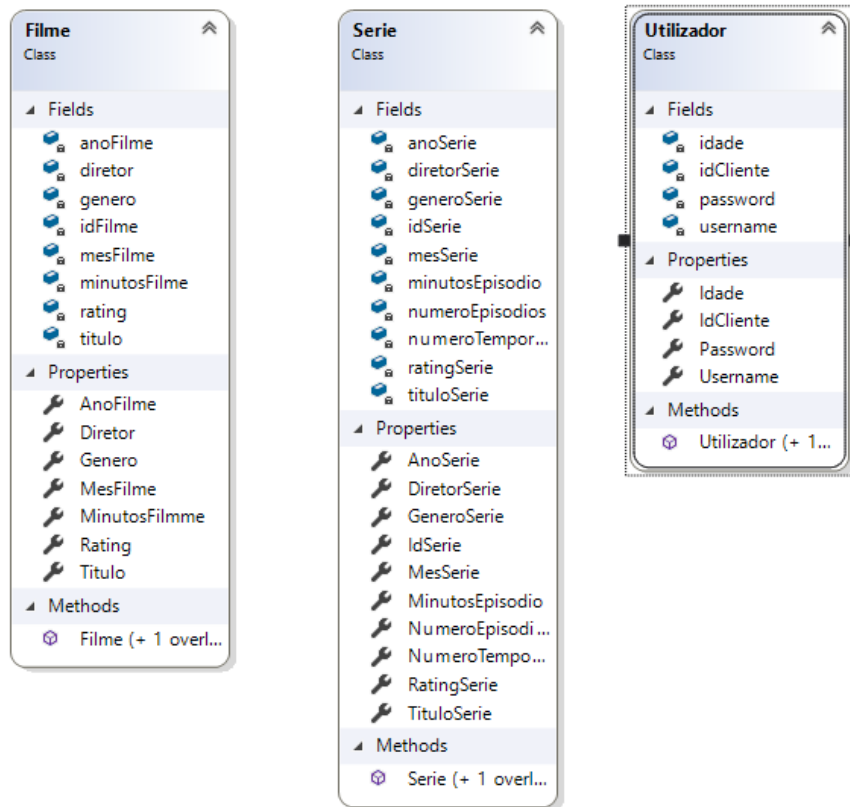 Filme
Class
Fields
anoFilme
diretor
genero
idFilme
mesFilme
minutosFilme
rating
titulo
Properties
AnoFilme
Diretor
Genero
MesFilme
MinutosFilmme
Rating
Titulo
Methods
Filme (+ 1 overl...
Serie
Class
Fields
anoSerie
diretorSerie
generoSerie
idSerie
mesSerie
minutosEpisodio
numeroEpisodios
numeroTempor...
ratingSerie
tituloSerie
Properties
AnoSerie
DiretorSerie
GeneroSerie
IdSerie
MesSerie
MinutosEpisodio
NumeroEpisodi...
NumeroTempo...
RatingSerie
TituloSerie
Methods
Serie (+ 1 overl...
Utilizador
Class
Fields
idade
idCliente
password
username
Properties
Idade
IdCliente
Password
Username
Methods
Utilizador (+ 1...